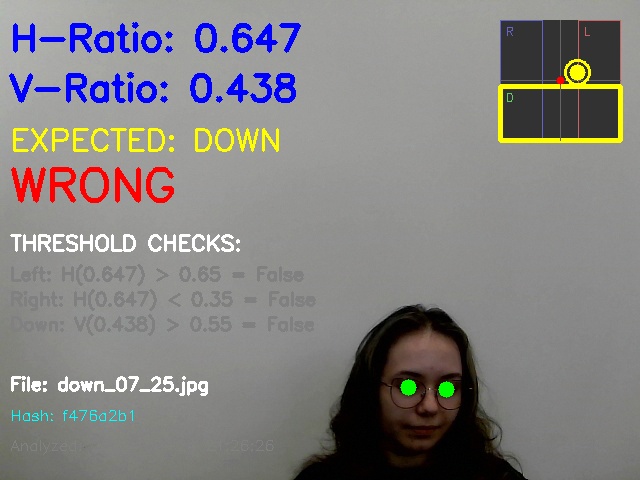 H-Ratio: 0.647
R L
V-Ratio: 0.438
D
EXPECTED: DOWN
WRONG
THRESHOLD CHECKS:
Left: H(0.647) > 0.65 = False
Right: H(0.647) < 0.35 = False
Down: V(0.438) > 0.55 = False
File: down_07_25.jpg
Hash: f476a2b1